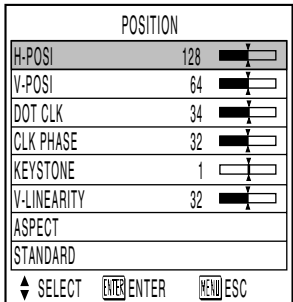 POSITION
H-POSI 128
V-POSI 64
DOT CLK 34
CLK PHASE 32
KEYSTONE 1
V-LINEARITY 32
ASPECT
STANDARD
SELECT ENTER ENTER MENU ESC